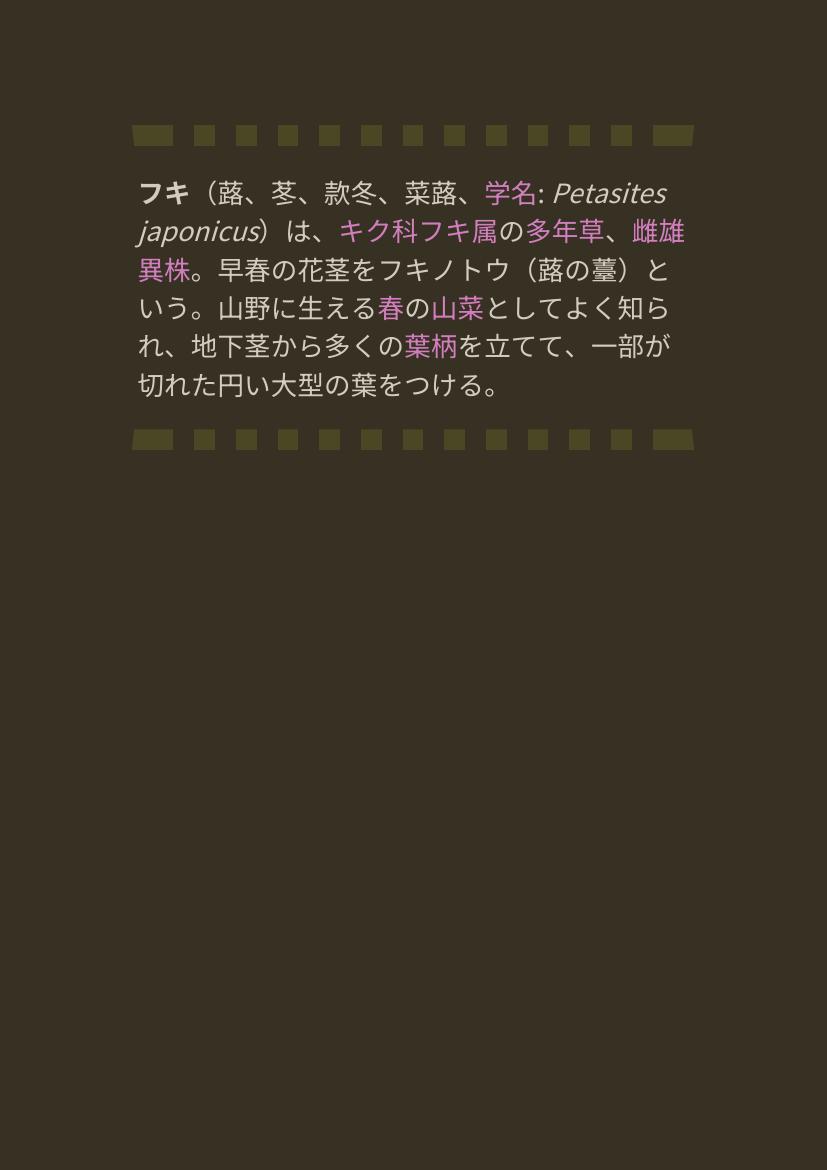 フキ（蕗、苳、款冬、菜蕗、学名: Petasites
japonicus）は、キク科フキ属の多年草、雌雄
異株。早春の花茎をフキノトウ（蕗の薹）と
いう。山野に生える春の山菜としてよく知ら
れ、地下茎から多くの葉柄を立てて、一部が
切れた円い大型の葉をつける。